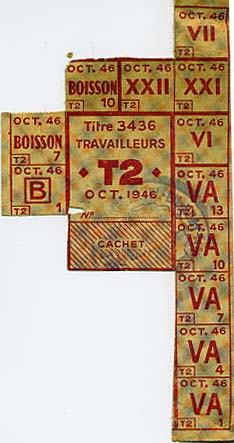 VII
T2
OCT. 46
BOISSON
10
OCT. 46
XXII
T2
OCT. 46
XXI
T2
OCT. 46
BOISSON
T2 7
OCT. 46
B
T2 1
Titre 3436
TRAVAILLEURS
T2
OCT. 1946
N°
CACHET
OCT. 46
VI
T2
OCT. 46
VA
T2 13
OCT. 46
VA
T2 10
OCT. 46
VA
T2 7
OCT. 46
VA
T2 4
OCT. 46
VA
T2 1